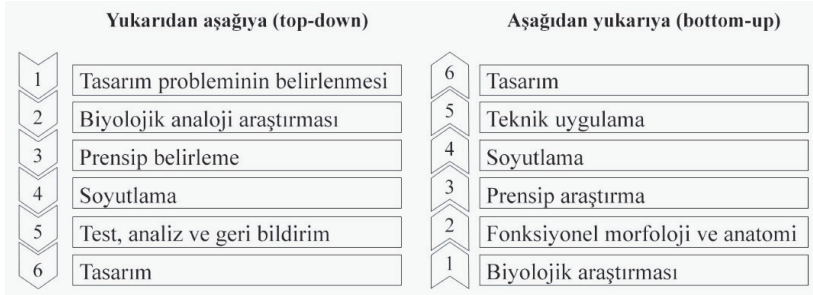 Yukarıdan aşağıya (top-down)
1 Tasarım probleminin belirlenmesi
2 Biyolojik analoji araştırması
3 Prensip belirleme
4 Soyutlama
5 Test, analiz ve geri bildirim
6 Tasarım
Aşağıdan yukarıya (bottom-up)
6 Tasarım
5 Teknik uygulama
4 Soyutlama
3 Prensip araştırma
2 Fonksiyonel morfoloji ve anatomi
1 Biyolojik araştırması